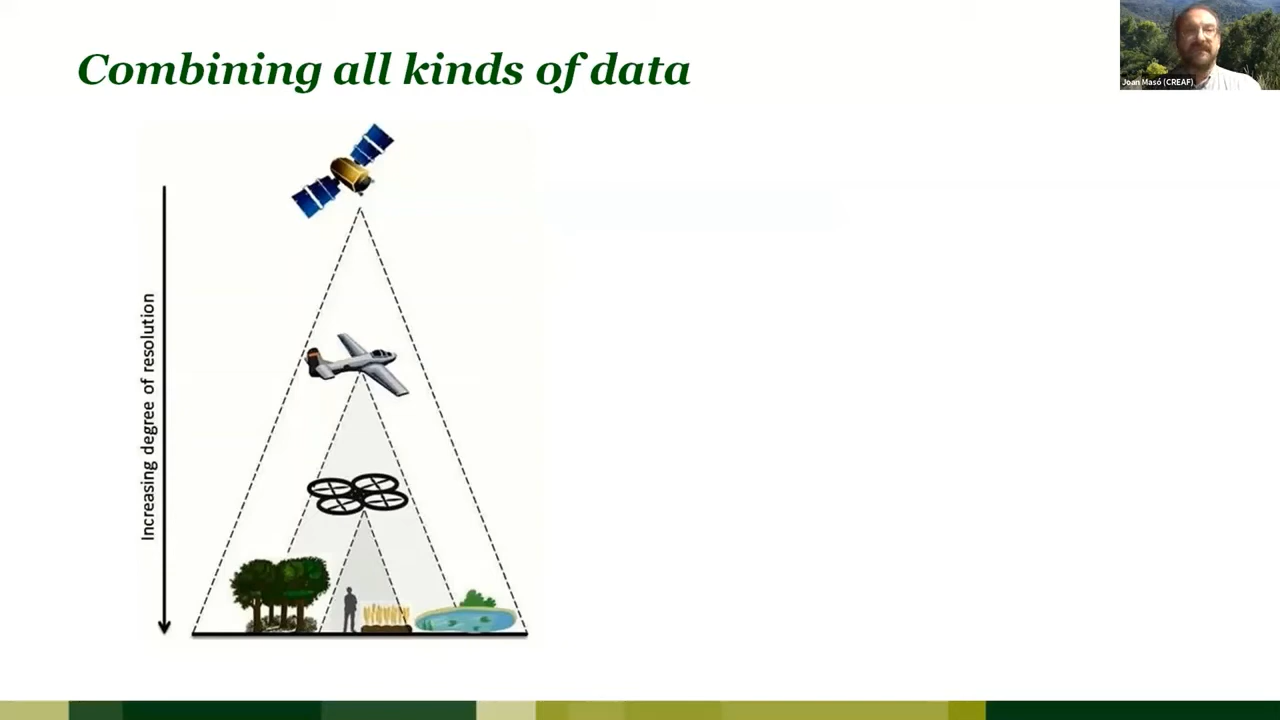 Combining all kinds of data
Joan Masó (CREAF)
Increasing degree of resolution